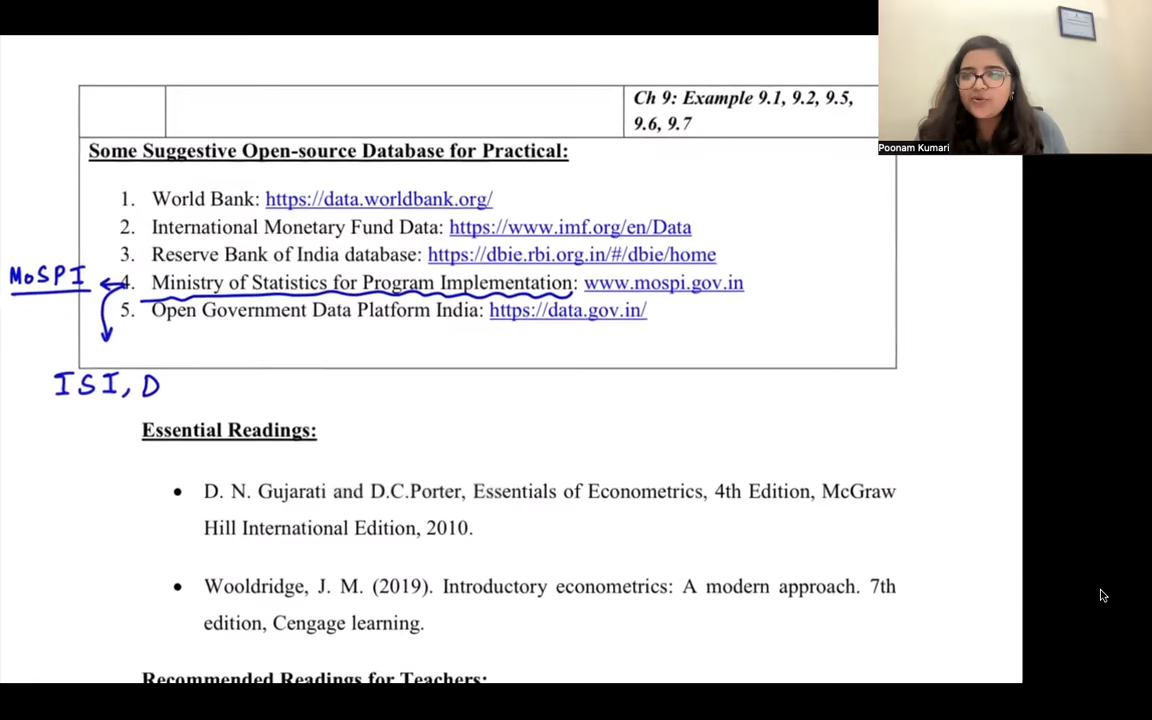 Ch 9: Example 9.1, 9.2, 9.5,
9.6, 9.7
Poonam Kumari
Some Suggestive Open-source Database for Practical:
1. World Bank: https://data.worldbank.org/
2. International Monetary Fund Data: https://www.imf.org/en/Data
3. Reserve Bank of India database: https://dbie.rbi.org.in/#/dbie/home
MoSPI
4. Ministry of Statistics for Program Implementation: www.mospi.gov.in
5. Open Government Data Platform India: https://data.gov.in/
ISI, D
Essential Readings:
• D. N. Gujarati and D.C.Porter, Essentials of Econometrics, 4th Edition, McGraw
Hill International Edition, 2010.
• Wooldridge, J. M. (2019). Introductory econometrics: A modern approach. 7th
edition, Cengage learning.
Recommended Readings for Teachers: